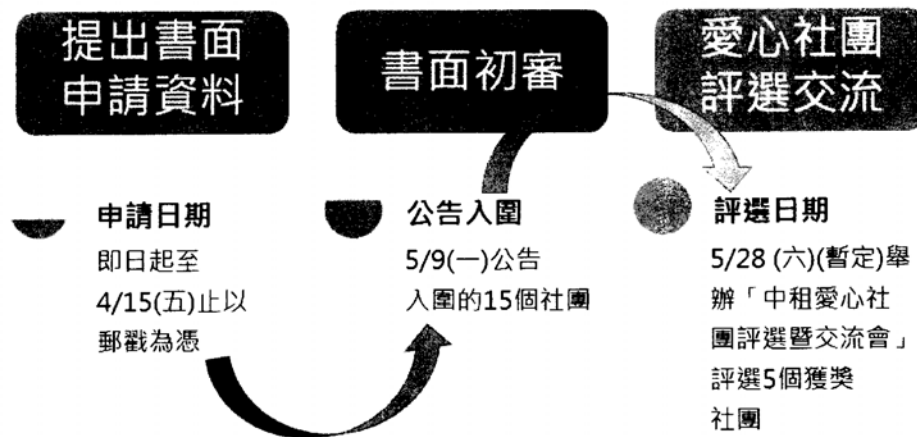 提出書面
申請資料
書面初審
愛心社團
評選交流
申請日期
即日起至
4/15(五)止以
郵戳為憑
公告入圍
5/9(一)公告
入圍的15個社團
評選日期
5/28 (六)(暫定)舉
辦「中租愛心社
團評選暨交流會」
評選5個獲獎
社團